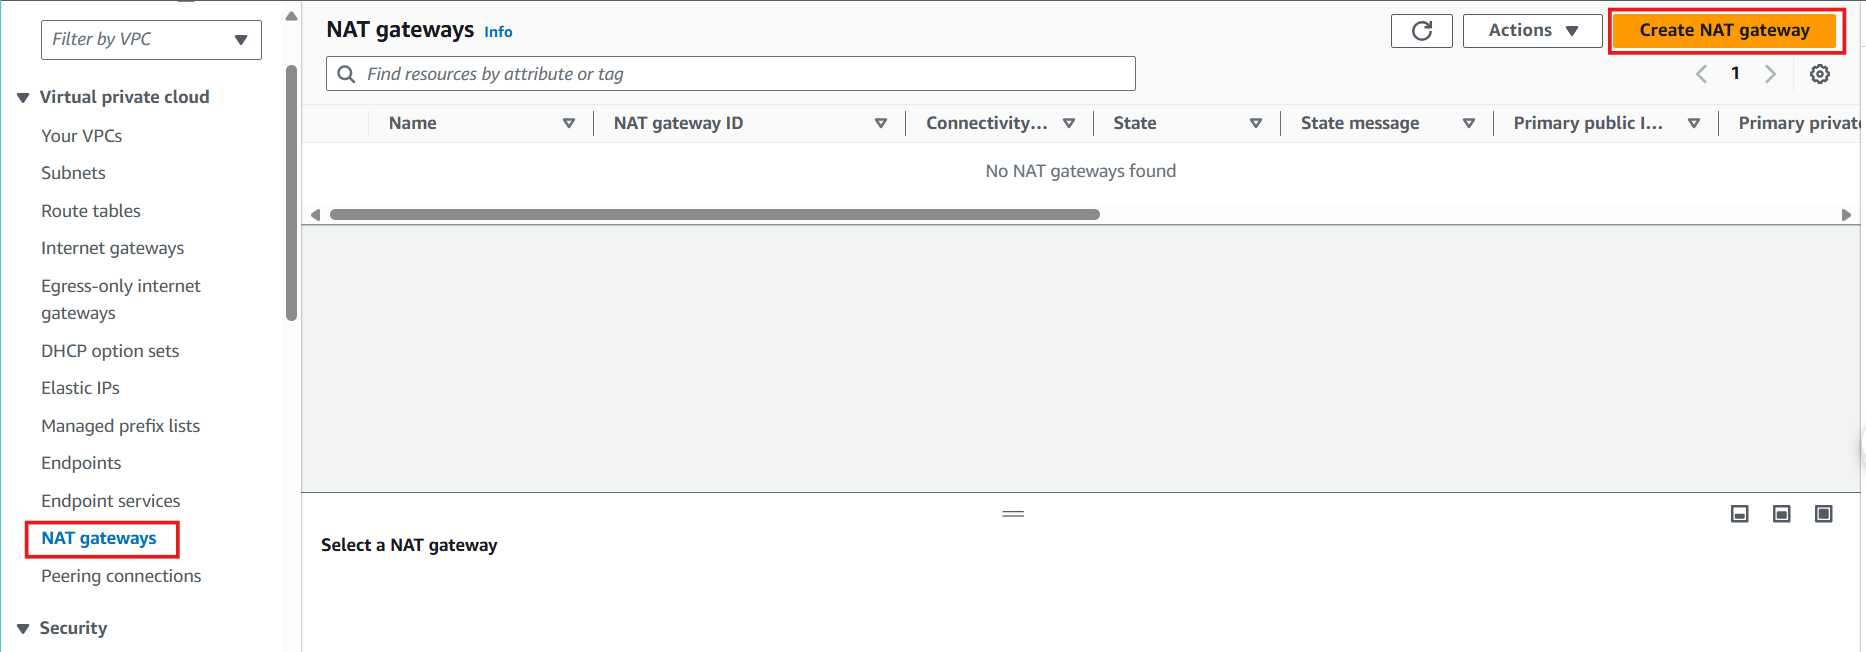 Filter by VPC
Virtual private cloud
Your VPCs
Subnets
Route tables
Internet gateways
Egress-only internet
gateways
DHCP option sets
Elastic IPs
Managed prefix lists
Endpoints
Endpoint services
NAT gateways
Peering connections
Security
NAT gateways Info
Actions
Create NAT gateway
Find resources by attribute or tag
1
Name NAT gateway ID Connectivity... State State message Primary public I... Primary private
No NAT gateways found
Select a NAT gateway